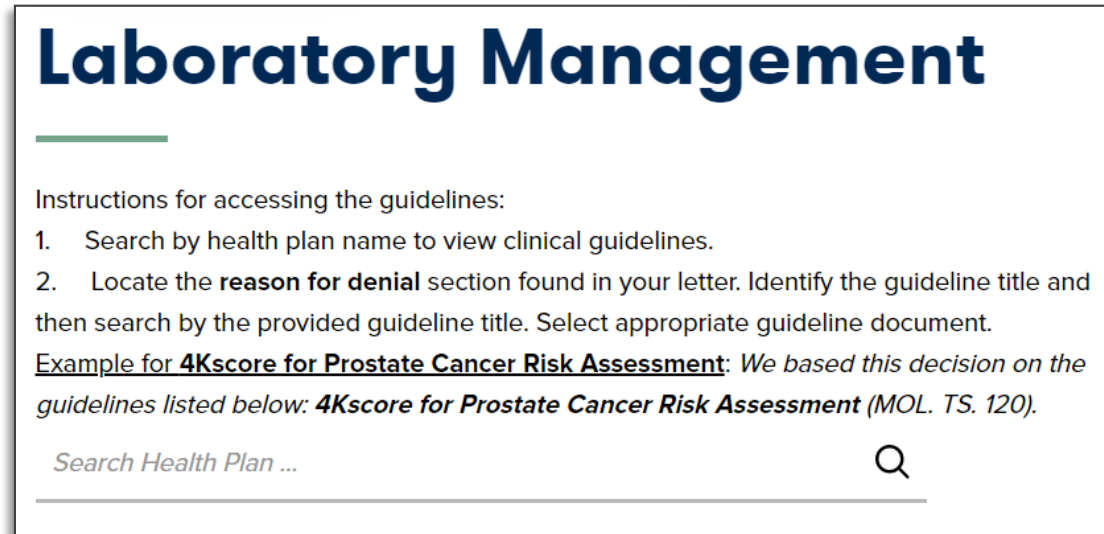 Laboratory Management
Instructions for accessing the guidelines:
1. Search by health plan name to view clinical guidelines.
2. Locate the reason for denial section found in your letter. Identify the guideline title and
then search by the provided guideline title. Select appropriate guideline document.
Example for 4Kscore for Prostate Cancer Risk Assessment: We based this decision on the
guidelines listed below: 4Kscore for Prostate Cancer Risk Assessment (MOL. TS. 120).
Search Health Plan ...